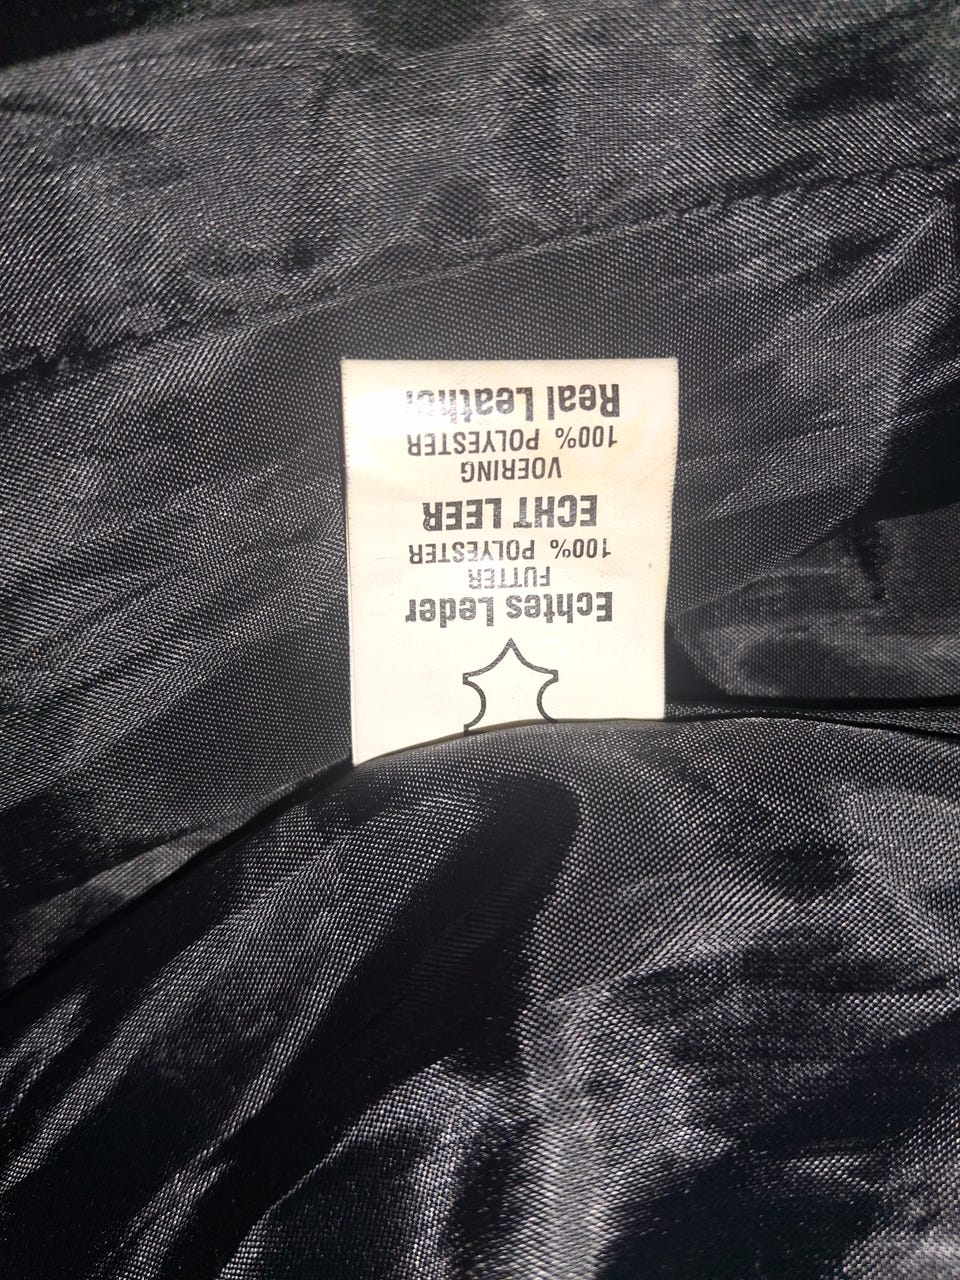 Echtes Leder
FUTTER
100% POLYESTER
ECHT LEER
VOERING
100% POLYESTER
Real Leather